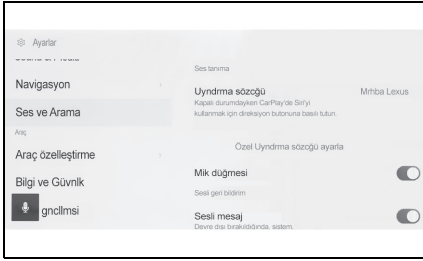 Ayarlar
Navigasyon
Ses ve Arama
Araç
Araç özelleştirme
Bilgi ve Güvnlk
gncllmsi
Ses tanıma
Uyndrma sözcğü
Mrhba Lexus
Kapalı durumdayken CarPlay'de Siri'yi
kullanmak için direksiyon butonuna basılı tutun.
Özel Uyndrma sözcğü ayarla
Mik düğmesi
Sesli geri bildirim
Sesli mesaj
Devre dışı bırakıldığında, sistem,